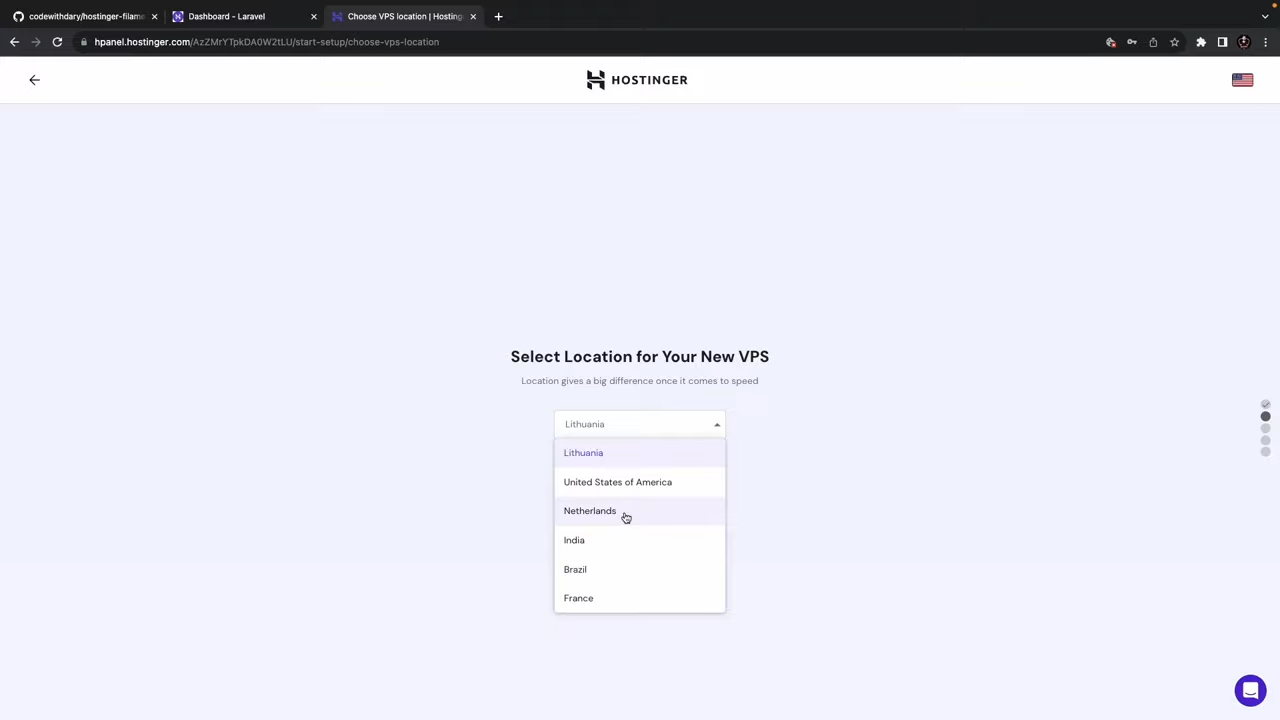 codewithdary/hostinger-filame
Dashboard - Laravel
Choose VPS location | Hosting
hpanel.hostinger.com/AzZMrYTpkDA0W2tLU/start-setup/choose-vps-location
HOSTINGER
Select Location for Your New VPS
Location gives a big difference once it comes to speed
Lithuania
Lithuania
United States of America
Netherlands
India
Brazil
France